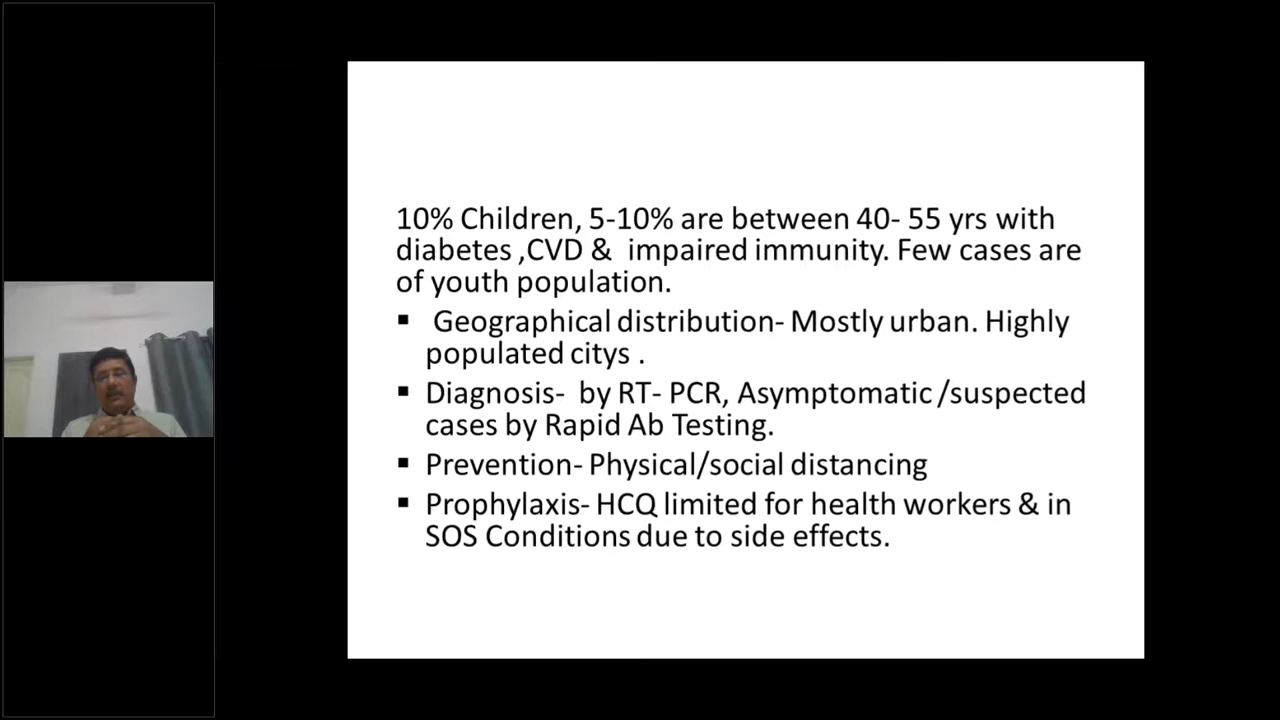 10% Children, 5-10% are between 40- 55 yrs with
diabetes ,CVD & impaired immunity. Few cases are
of youth population.
▪ Geographical distribution- Mostly urban. Highly
populated citys .
▪ Diagnosis- by RT- PCR, Asymptomatic /suspected
cases by Rapid Ab Testing.
▪ Prevention- Physical/social distancing
▪ Prophylaxis- HCQ limited for health workers & in
SOS Conditions due to side effects.